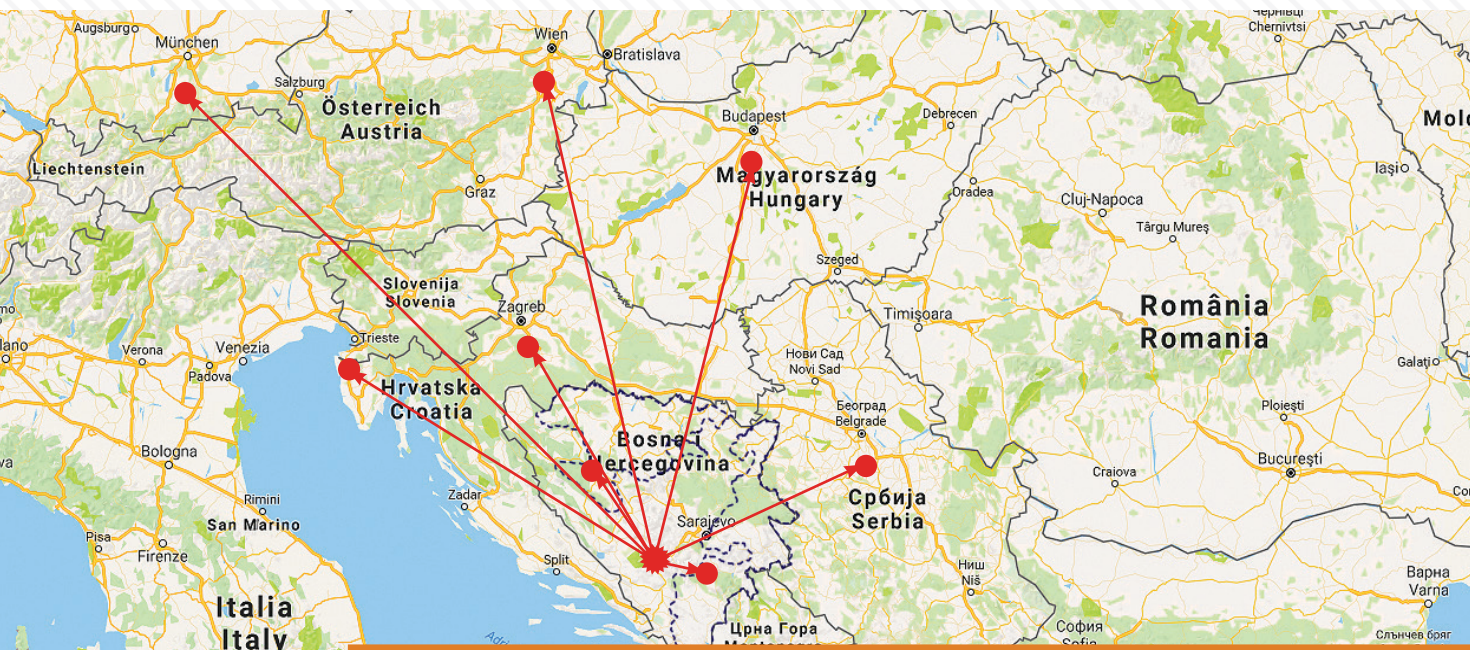 Augsburg
München
Salzburg
Wien
Bratislava
Чернівці
Chernivtsi
Österreich
Austria
Liechtenstein
Graz
Budapest
Debrecen
Magyarország
Hungary
Oradea
Cluj-Napoca
Târgu Mureș
Iași
Slovenija
Slovenia
Zagreb
Szeged
Timișoara
România
Romania
Galați
Trieste
Verona
Venezia
Padova
Hrvatska
Croatia
Нови Сад
Novi Sad
Београд
Belgrade
Ploiești
București
Craiova
Bosna i
Hercegovina
Bologna
Rimini
San Marino
Zadar
Sarajevo
Србија
Serbia
Pisa
Firenze
Split
Ниш
Niš
Варна
Varna
Italia
Italy
Црна Гора
Montenegro
София
Sofia
Слънчев бряг